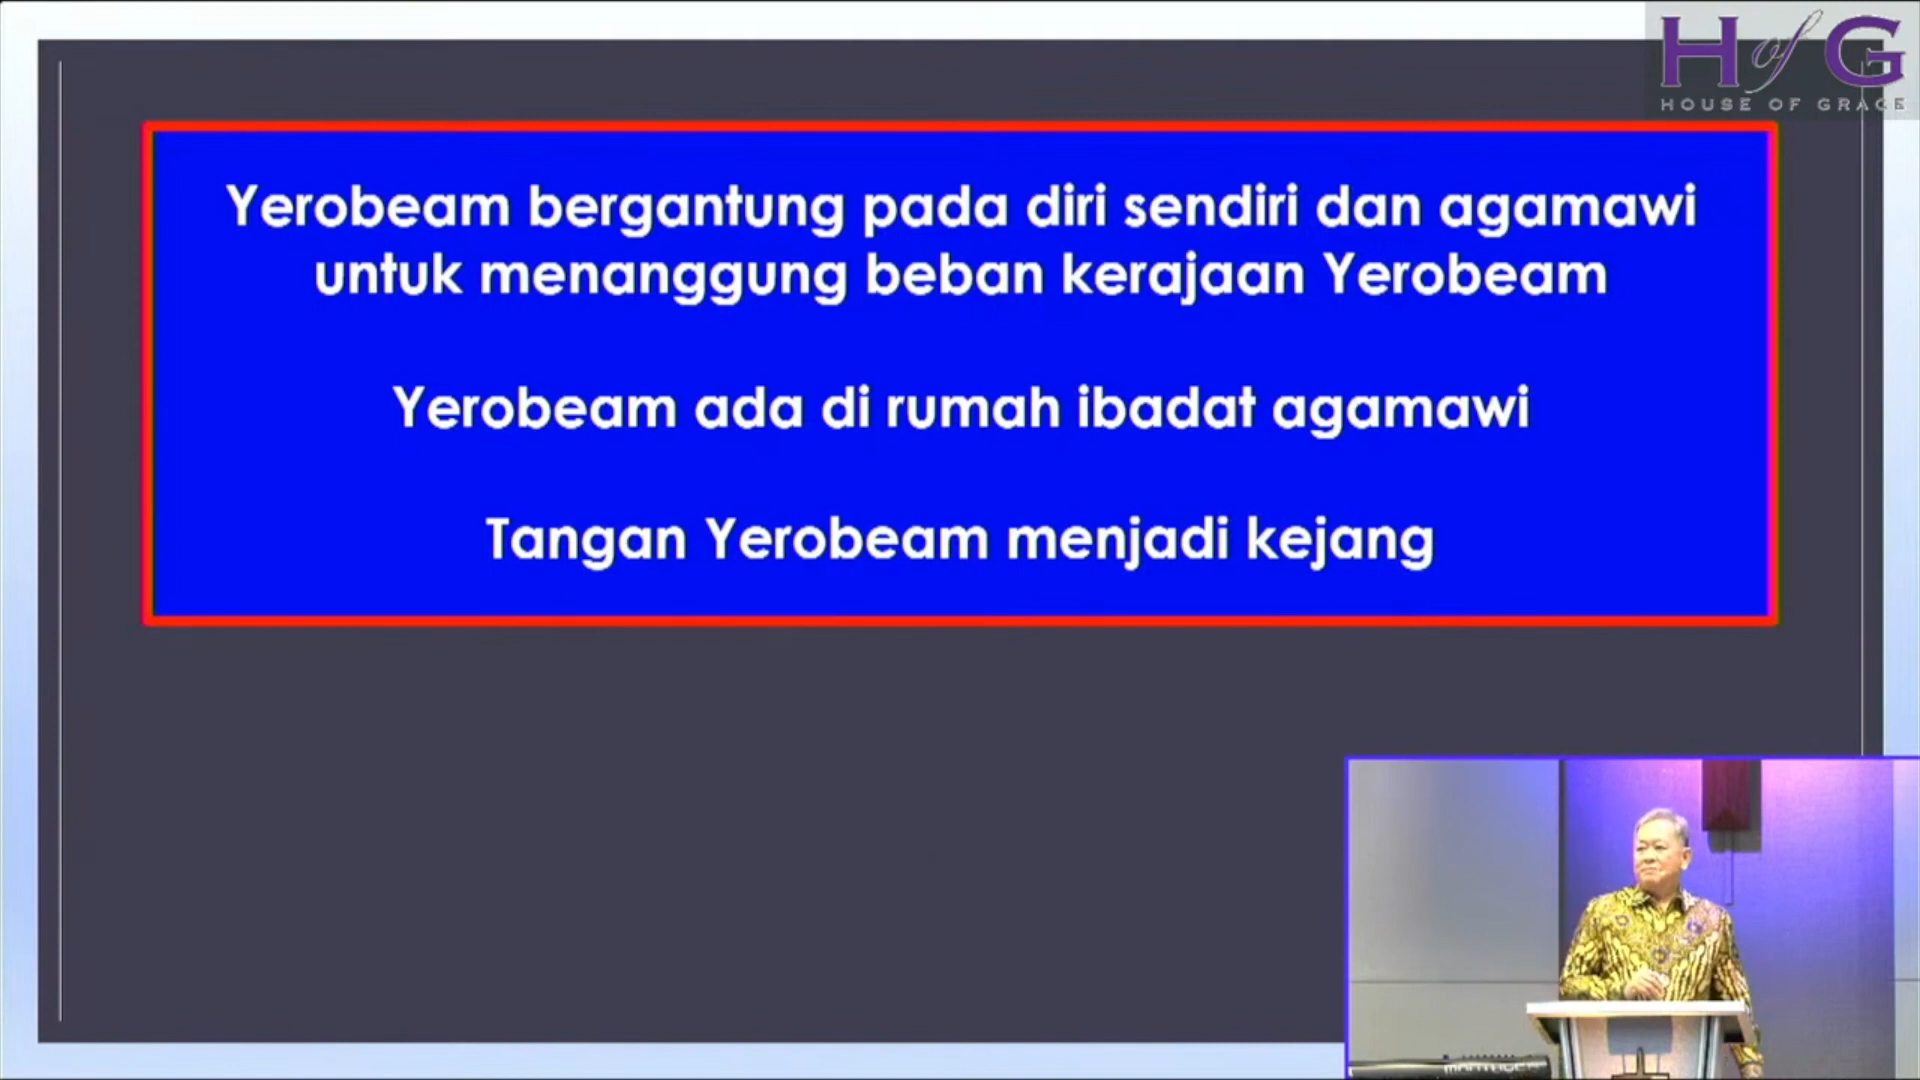 H of G
HOUSE OF GRACE
Yerobeam bergantung pada diri sendiri dan agamawi
untuk menanggung beban kerajaan Yerobeam
Yerobeam ada di rumah ibadat agamawi
Tangan Yerobeam menjadi kejang